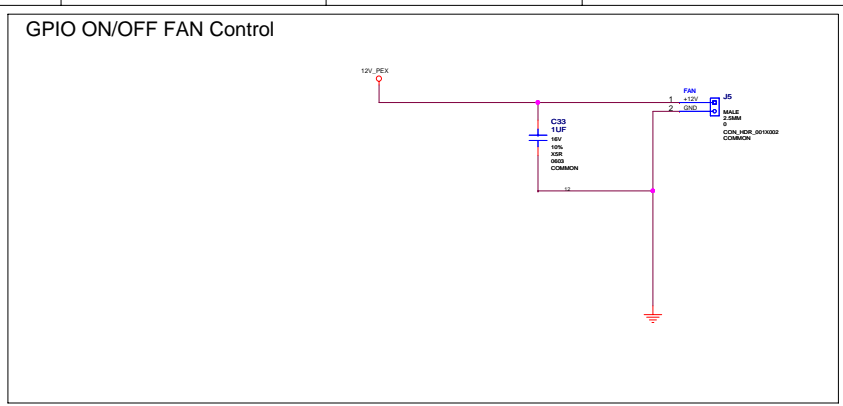 GPIO ON/OFF FAN Control
12V_PEX
FAN
1 +12V
2 GND
J5
MALE
2.5MM
0
CON_HDR_001X002
COMMON
C33
1UF
16V
10%
X5R
0603
COMMON
12